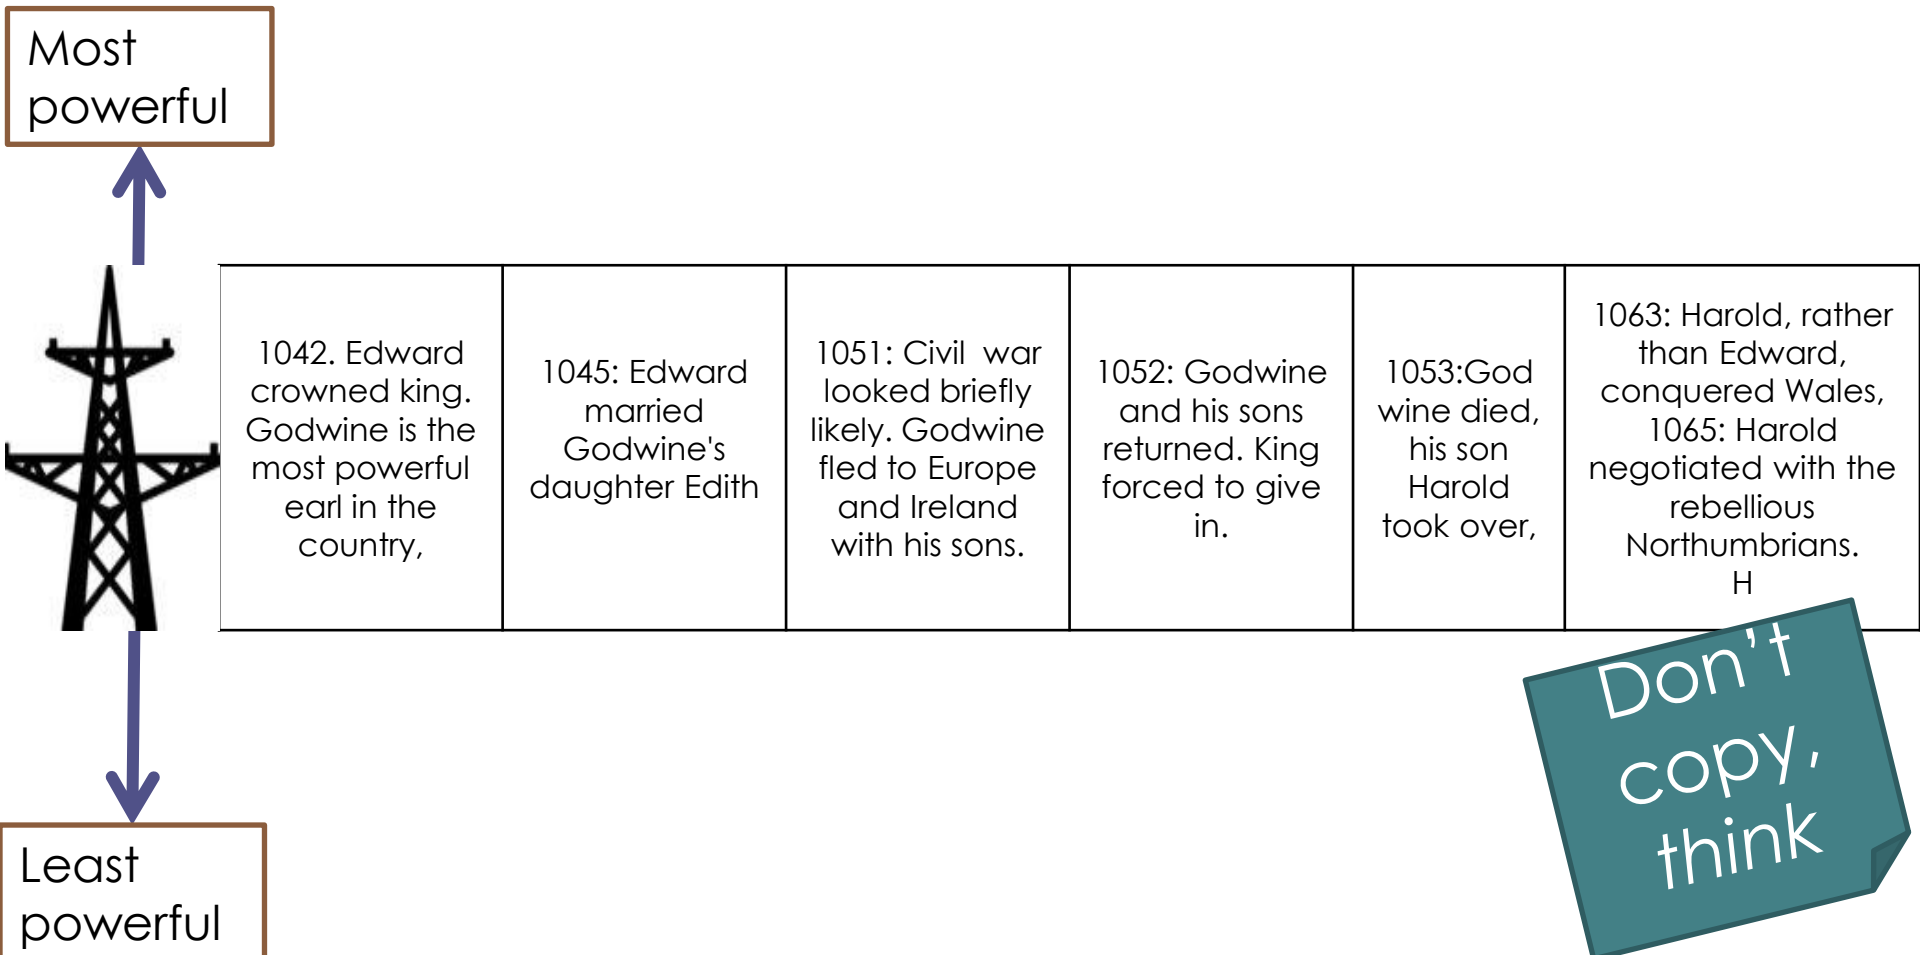 Most
powerful
1042. Edward
crowned king.
Godwine is the
most powerful
earl in the
country,
1045: Edward
married
Godwine's
daughter Edith
1051: Civil  war
looked briefly
likely. Godwine
fled to Europe
and Ireland
with his sons.
1052: Godwine
and his sons
returned. King
forced to give
in.
1053:God
wine died,
his son
Harold
took over,
1063: Harold, rather
than Edward,
conquered Wales,
1065: Harold
negotiated with the
rebellious
Northumbrians.
H
Don’t
copy,
think
Least
powerful